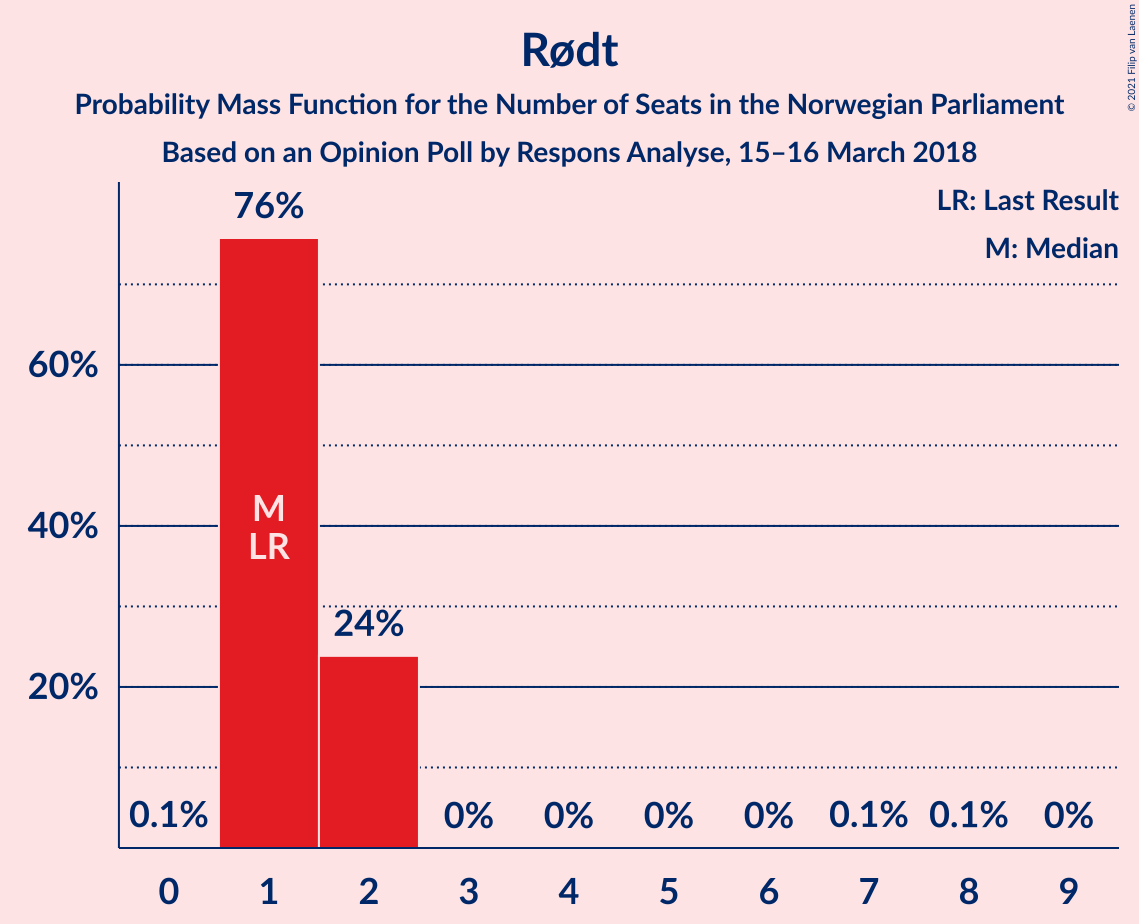 Rødt
Probability Mass Function for the Number of Seats in the Norwegian Parliament
Based on an Opinion Poll by Respons Analyse, 15–16 March 2018
© 2021 Filip van Laenen
LR: Last Result
M: Median
76%
60%
40%
20%
M
LR
24%
0.1%
0%
0%
0%
0%
0.1%
0.1%
0%
0
1
2
3
4
5
6
7
8
9